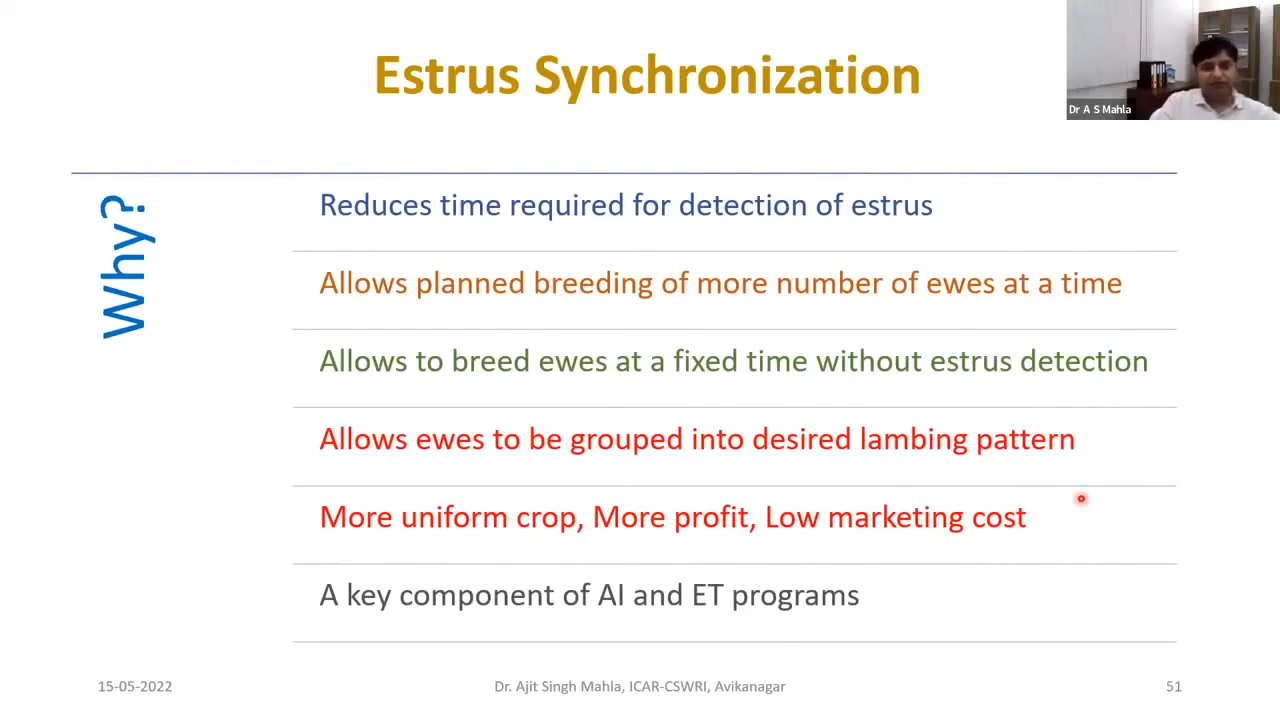 Estrus Synchronization
Dr A S Mahla
Why?
Reduces time required for detection of estrus
Allows planned breeding of more number of ewes at a time
Allows to breed ewes at a fixed time without estrus detection
Allows ewes to be grouped into desired lambing pattern
More uniform crop, More profit, Low marketing cost
A key component of AI and ET programs
15-05-2022
Dr. Ajit Singh Mahla, ICAR-CSWRI, Avikanagar
51